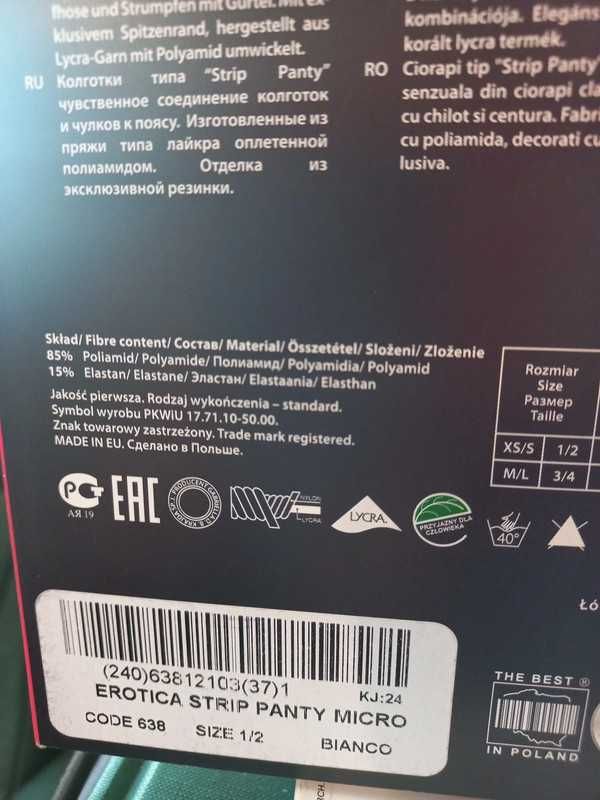 klusivem Spitzenrand, hergestellt aus
Lycra-Garn mit Polyamid umwickelt.
RU Колготки типа "Strip Panty"
чувственное соединение колготок
и чулков к поясу. Изготовленные из
пряжи типа лайкра оплетенной
полиамидом. Отделка из
эксклюзивной резинки.
kombinációja. Elegáns
korált lycra termék.
RO Ciorapi tip "Strip Panty"
senzuala din ciorapi cla
cu chilot si centura. Fabri
cu poliamida, decorati cu
lusiva.
Skład/ Fibre content/ Состав/ Material/ Összetétel/ Složeni/ Zloženie
85% Poliamid/ Polyamide/ Полиамид/ Polyamidia/ Polyamid
15% Elastan/ Elastane/ Эластан/ Elastaania/ Elasthan
Jakość pierwsza. Rodzaj wykończenia – standard.
Symbol wyrobu PKWiU 17.71.10-50.00.
Znak towarowy zastrzeżony. Trade mark registered.
MADE IN EU. Сделано в Польше.
Rozmiar
Size
Размер
Taille
XS/S 1/2
M/L 3/4
АЯ 19
EAC
NYLON
LYCRA
LYCRA.
PRZYJAZNY DLA
CZŁOWIEKA
40°
Łó
(240)63812103(37)1
KJ:24
EROTICA STRIP PANTY MICRO
CODE 638 SIZE 1/2 BIANCO
THE BEST ®
IN POLAND
RCH.